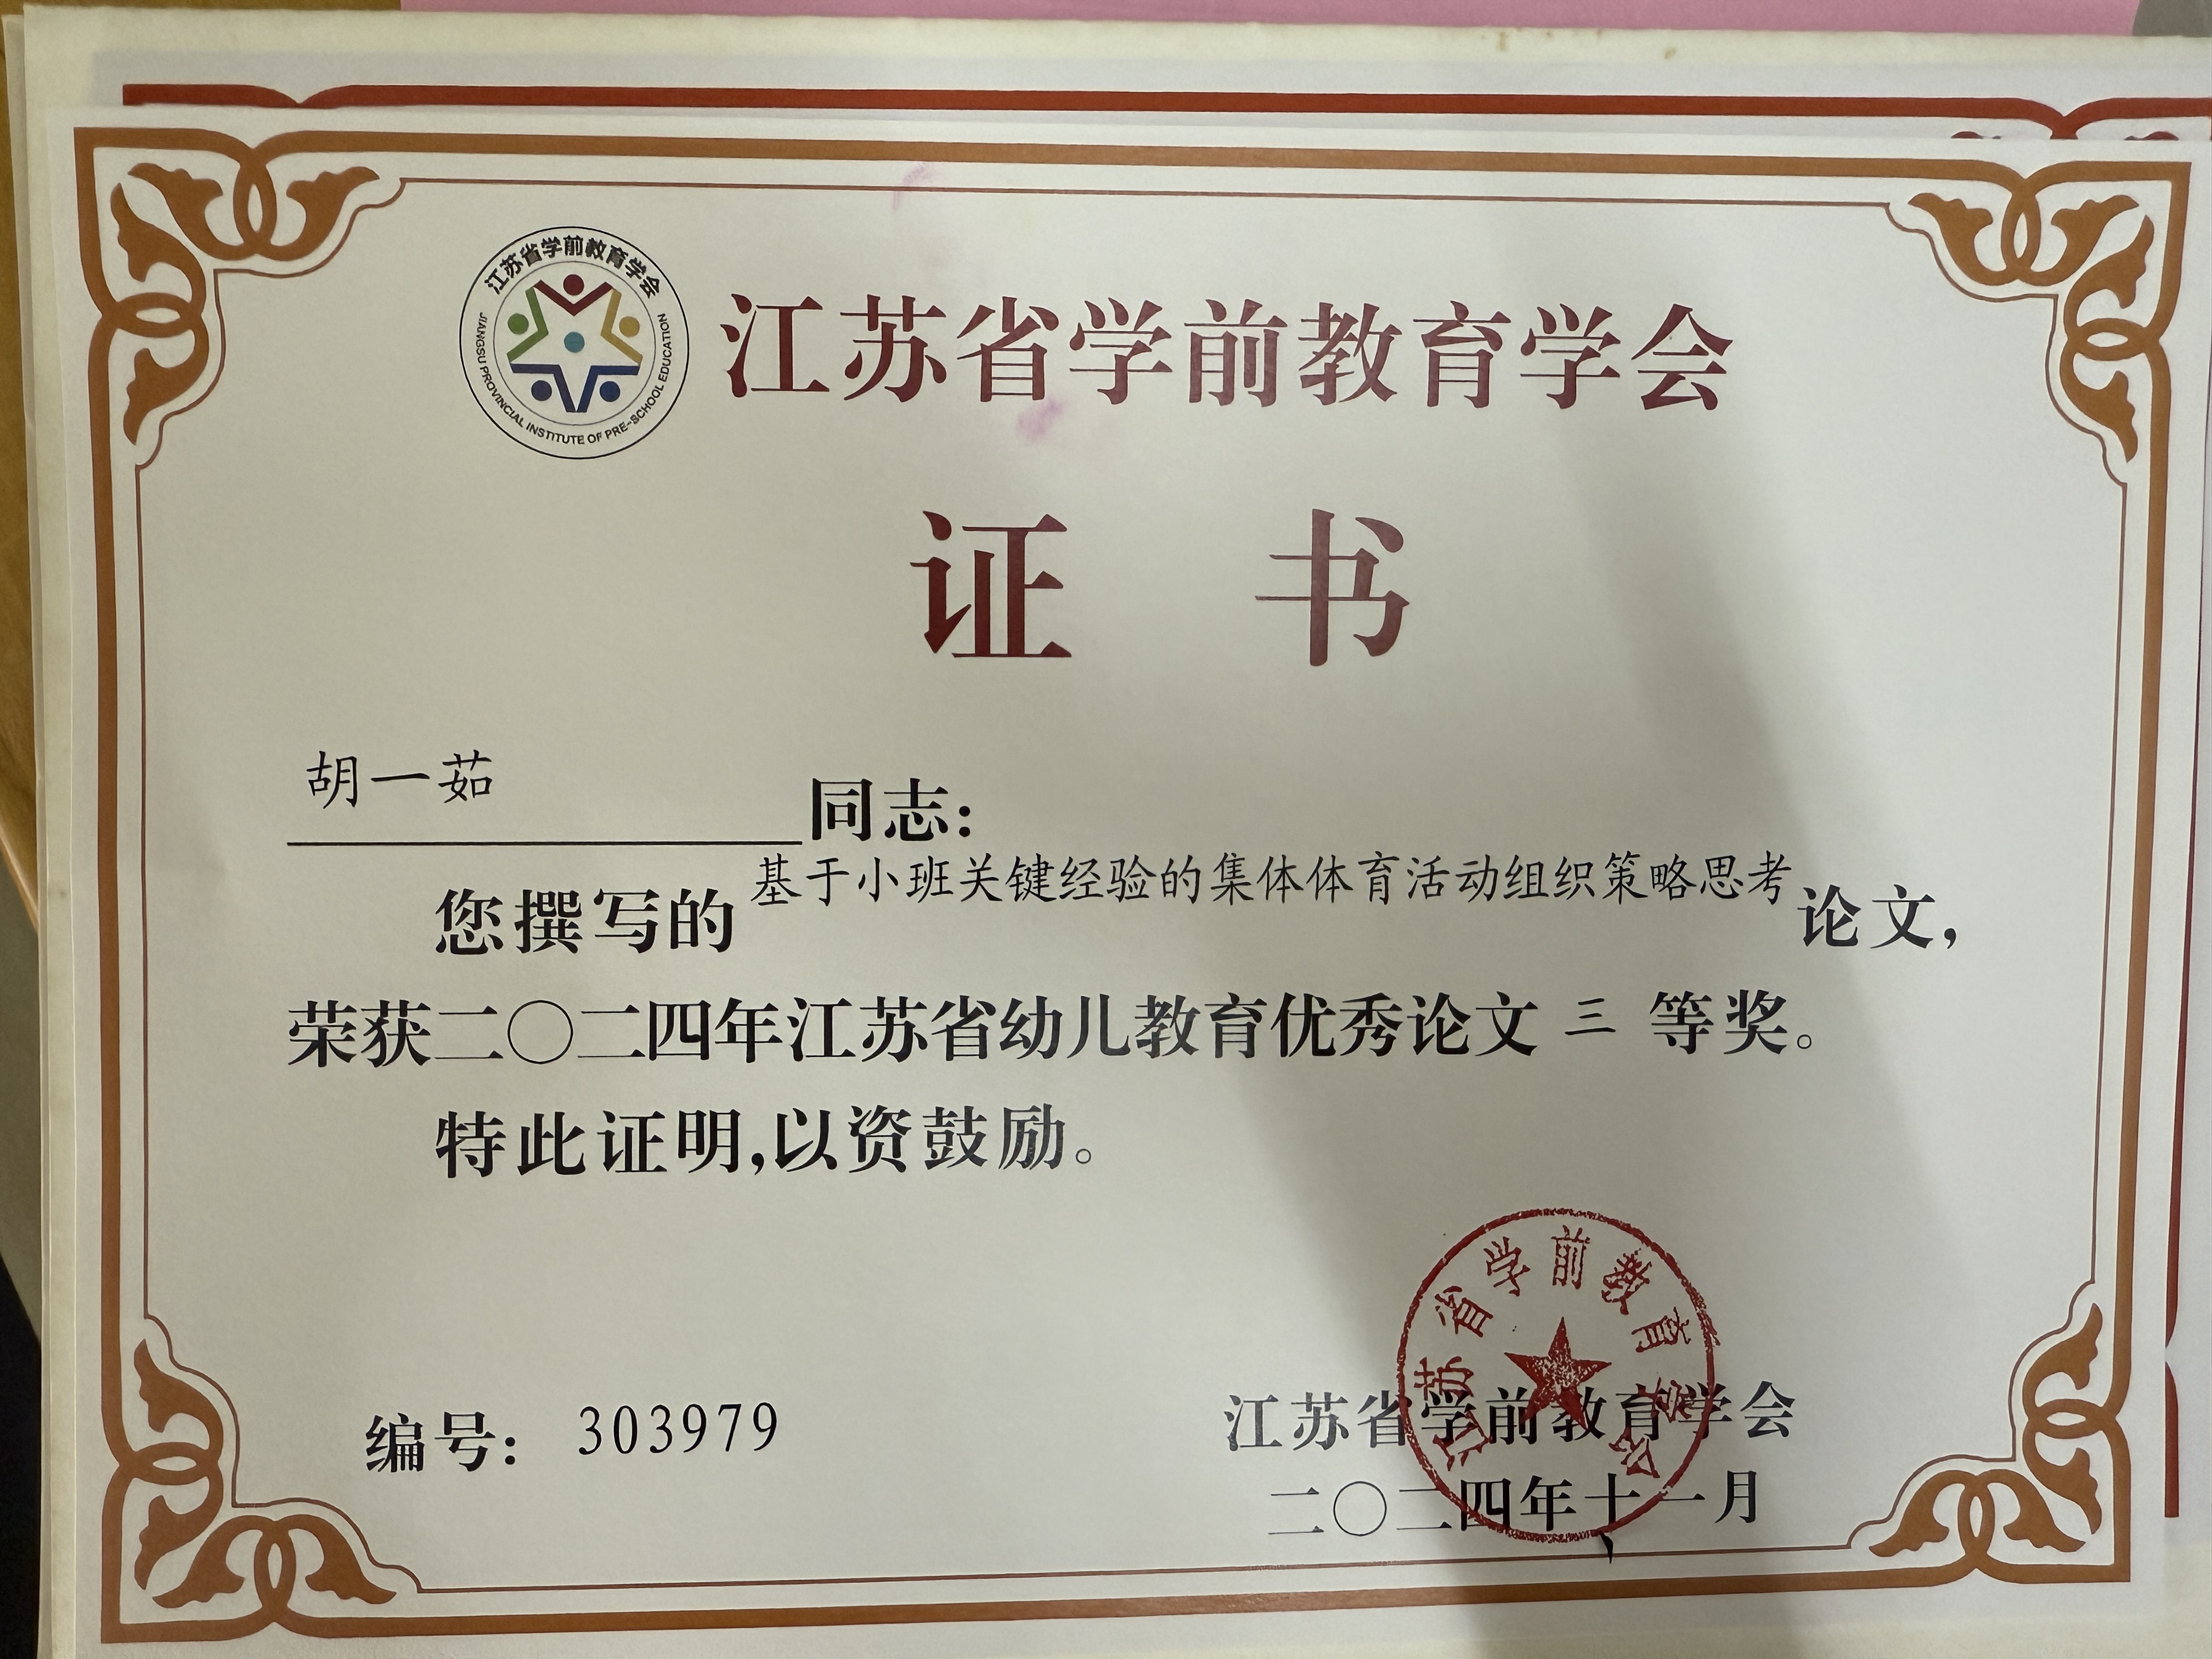 江苏省学前教育学会
JIANGSU PROVINCIAL INSTITUTE OF PRE-SCHOOL EDUCATION
江苏省学前教育学会
证 书
胡一茹 同志:
您撰写的 基于小班关键经验的集体体育活动组织策略思考 论文,
荣获二〇二四年江苏省幼儿教育优秀论文 三 等奖。
特此证明,以资鼓励。
编号: 303979
江苏省学前教育学会
江苏省学前教育学会
二〇二四年十一月